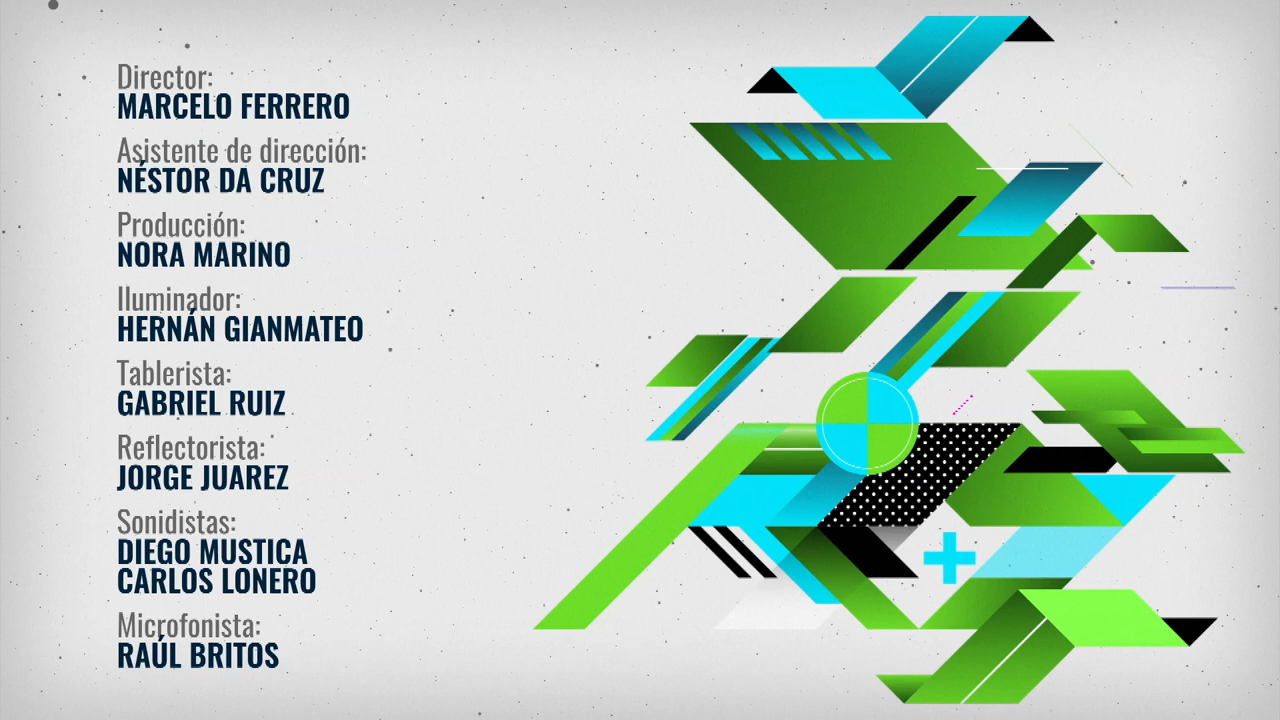 Director:
MARCELO FERRERO
Asistente de dirección:
NÉSTOR DA CRUZ
Producción:
NORA MARINO
Iluminador:
HERNÁN GIANMATEO
Tablerista:
GABRIEL RUIZ
Reflectorista:
JORGE JUAREZ
Sonidistas:
DIEGO MUSTICA
CARLOS LONERO
Microfonista:
RAÚL BRITOS